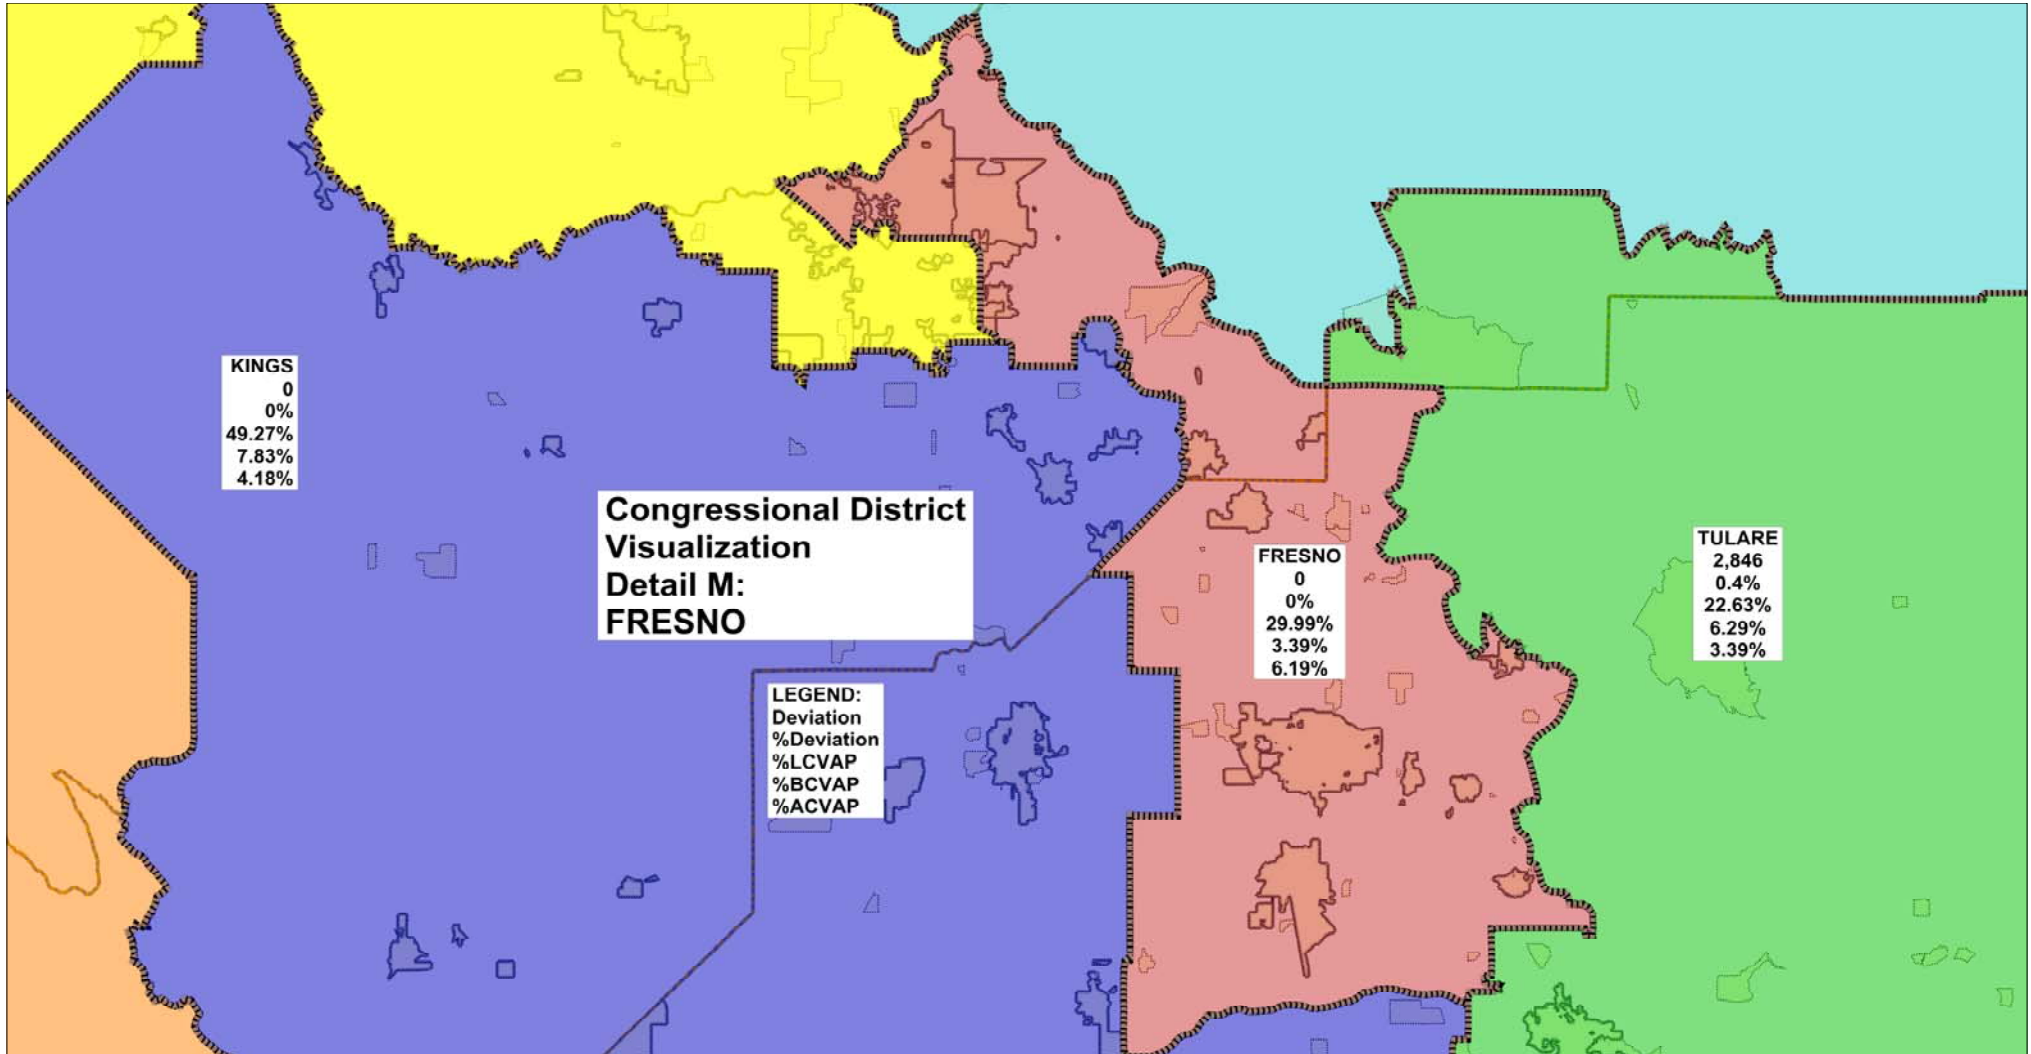 KINGS
0
0%
49.27%
7.83%
4.18%
Congressional District
Visualization
Detail M:
FRESNO
FRESNO
0
0%
29.99%
3.39%
6.19%
TULARE
2,846
0.4%
22.63%
6.29%
3.39%
LEGEND:
Deviation
%Deviation
%LCVAP
%BCVAP
%ACVAP